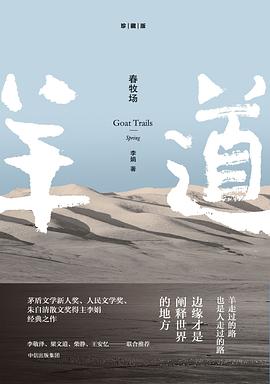 珍藏版
羊道
春牧场
Goat Trails
Spring
李娟 著
羊走过的路
也是人走过的路
边缘才是
阐释世界
的地方
茅盾文学新人奖、人民文学奖、
朱自清散文奖得主李娟
经典之作
李敬泽、梁文道、柴静、王安忆——联合推荐
中信出版集团